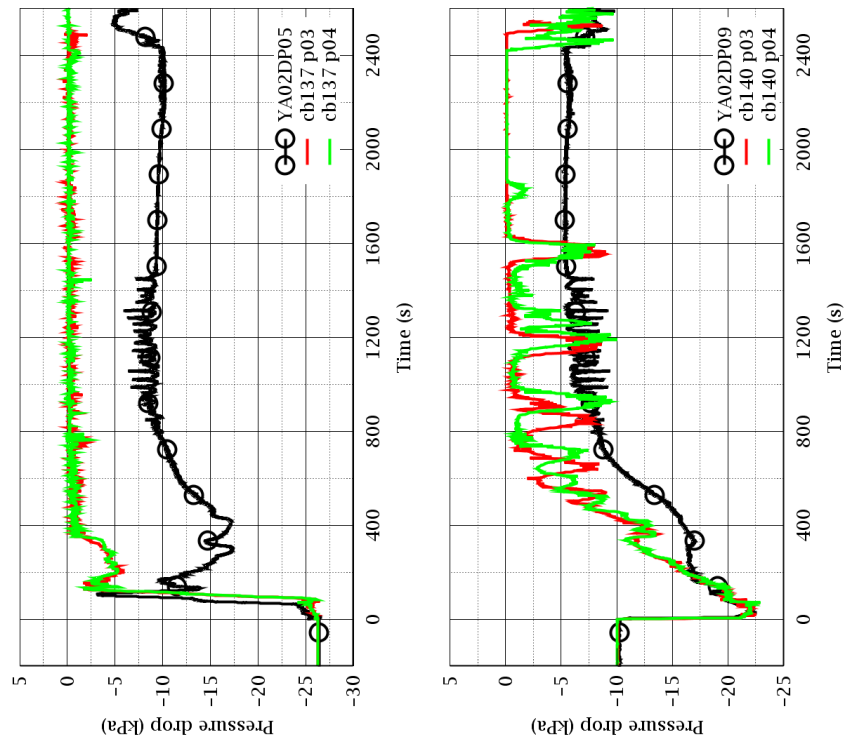 5
0
-5
-10
-15
-20
-25
-30
Pressure drop (kPa)
0
400
800
1200
1600
2000
2400
Time (s)
YA02DP05
cb137 p03
cb137 p04
5
0
-5
-10
-15
-20
-25
Pressure drop (kPa)
0
400
800
1200
1600
2000
2400
Time (s)
YA02DP09
cb140 p03
cb140 p04